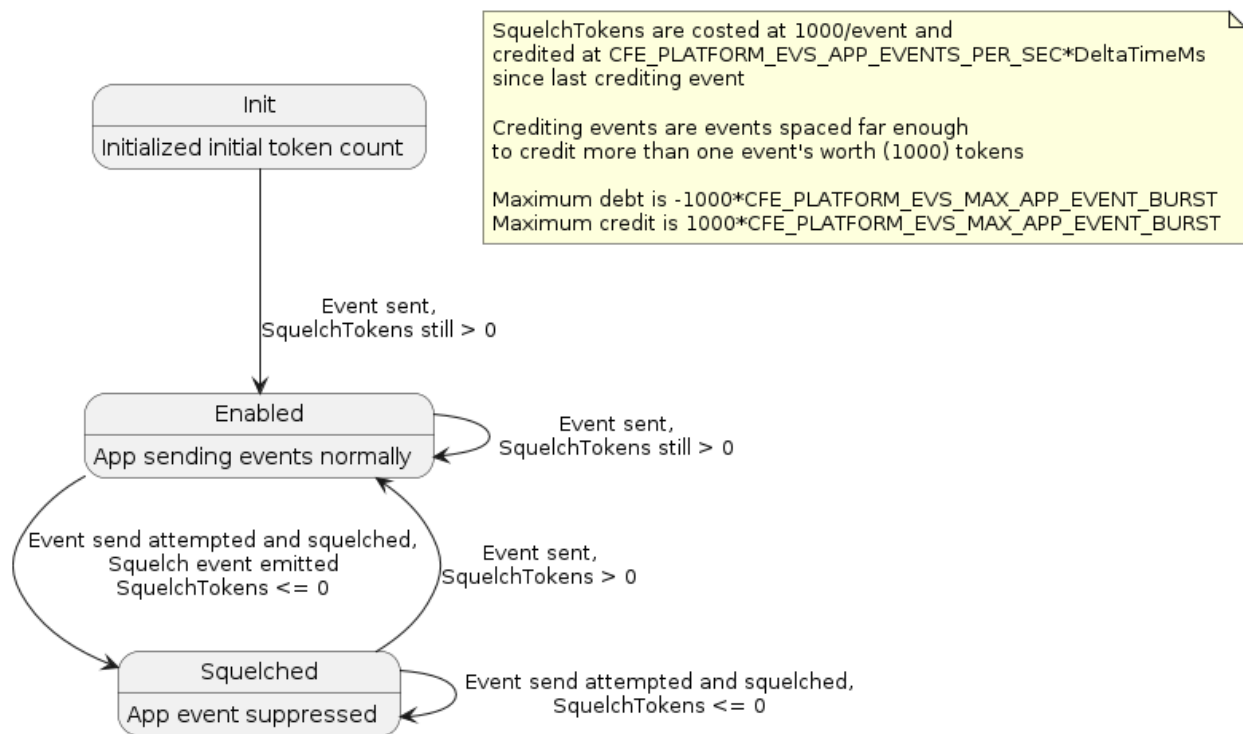 SquelchTokens are costed at 1000/event and
credited at CFE_PLATFORM_EVS_APP_EVENTS_PER_SEC*DeltaTimeMs
since last crediting event
Crediting events are events spaced far enough
to credit more than one event's worth (1000) tokens
Maximum debt is -1000*CFE_PLATFORM_EVS_MAX_APP_EVENT_BURST
Maximum credit is 1000*CFE_PLATFORM_EVS_MAX_APP_EVENT_BURST
Init
Initialized initial token count
Event sent,
SquelchTokens still > 0
Enabled
App sending events normally
Event sent,
SquelchTokens still > 0
Event send attempted and squelched,
Squelch event emitted
SquelchTokens <= 0
Event sent,
SquelchTokens > 0
Squelched
App event suppressed
Event send attempted and squelched,
SquelchTokens <= 0